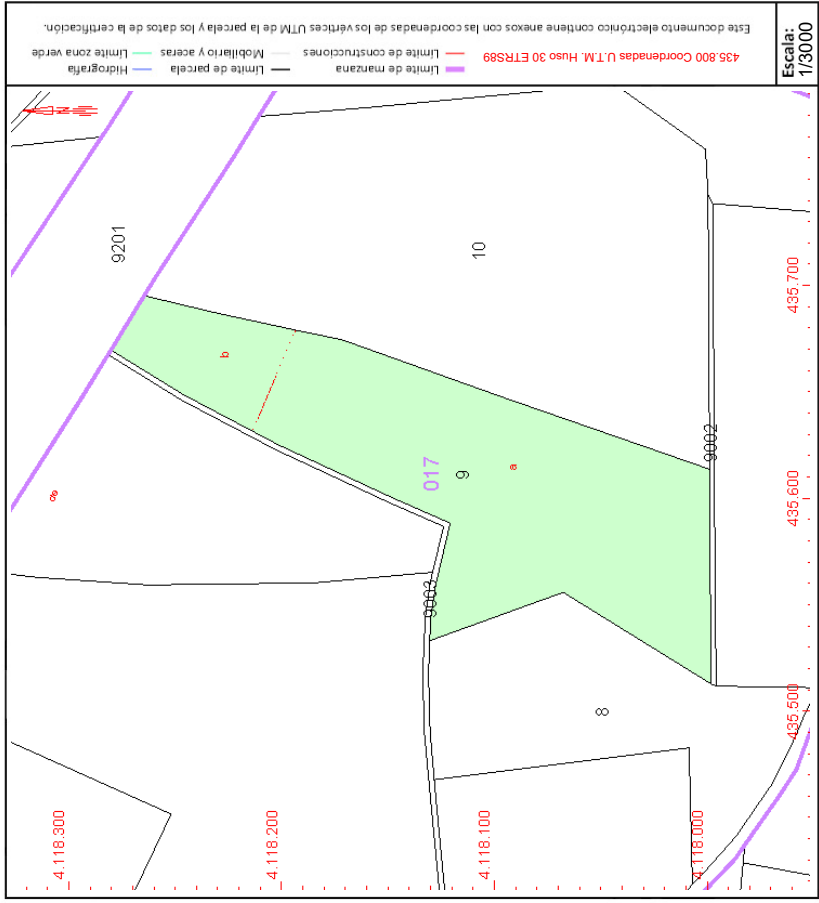 Este documento electrónico contiene anexos con las coordenadas de los vértices UTM de la parcela y los datos de la certificación.
435.800 Coordenadas U.T.M. Huso 30 ETRS89
Límite de manzana
Límite de construcciones
Límite de parcela
Mobiliario y aceras
Hidrografía
Límite zona verde
Escala:
1/3000
9201
10
b
017
9
a
9002
9003
8
435.700
435.600
435.500
4.118.300
4.118.200
4.118.100
4.118.000